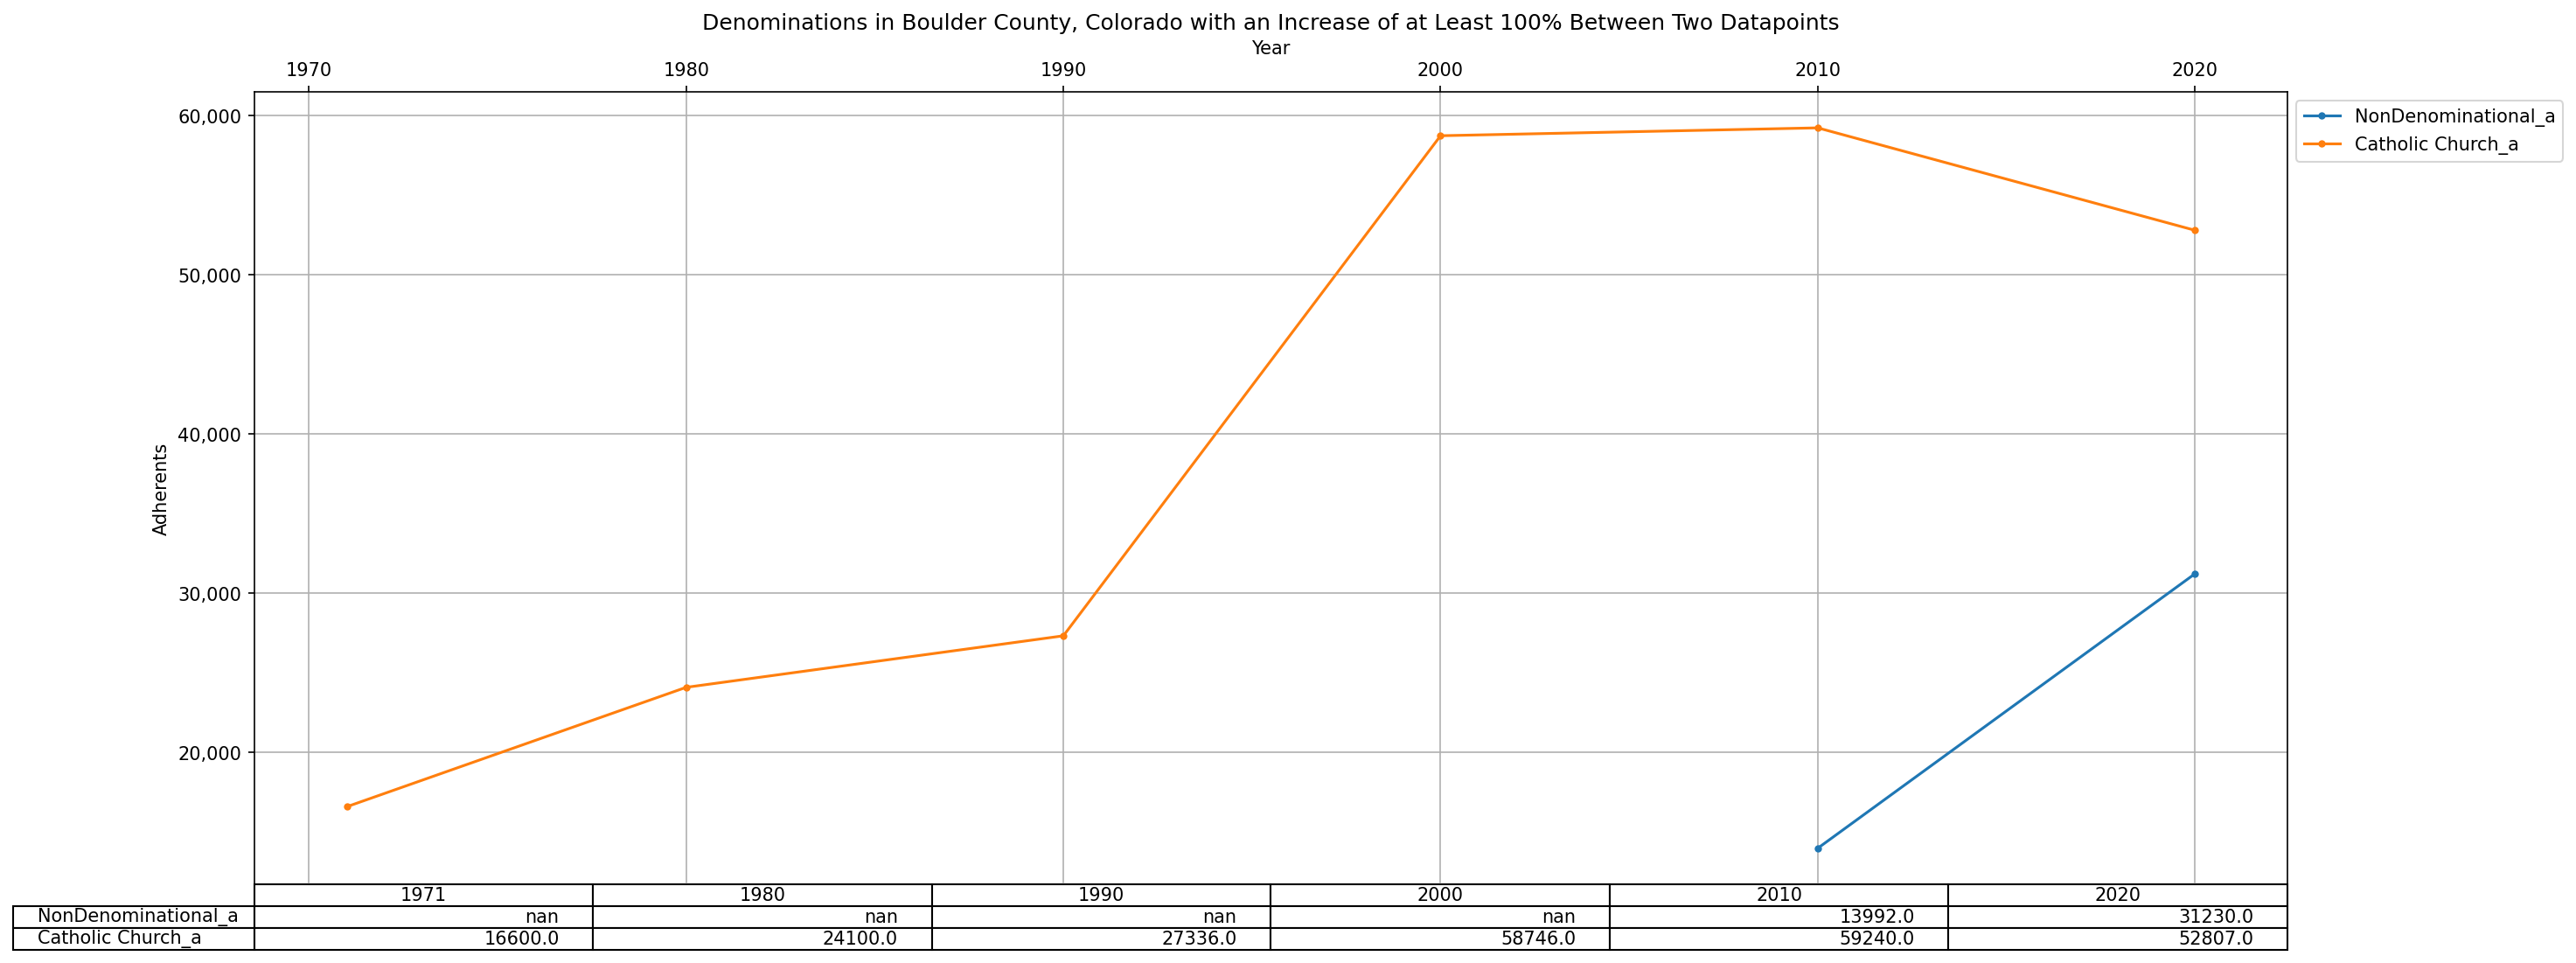 Denominations in Boulder County, Colorado with an Increase of at Least 100% Between Two Datapoints
Year
1970 1980 1990 2000 2010 2020
60,000
50,000
40,000
30,000
20,000
Adherents
NonDenominational_a
Catholic Church_a
1971 1980 1990 2000 2010 2020
NonDenominational_a nan nan nan nan 13992.0 31230.0
Catholic Church_a 16600.0 24100.0 27336.0 58746.0 59240.0 52807.0